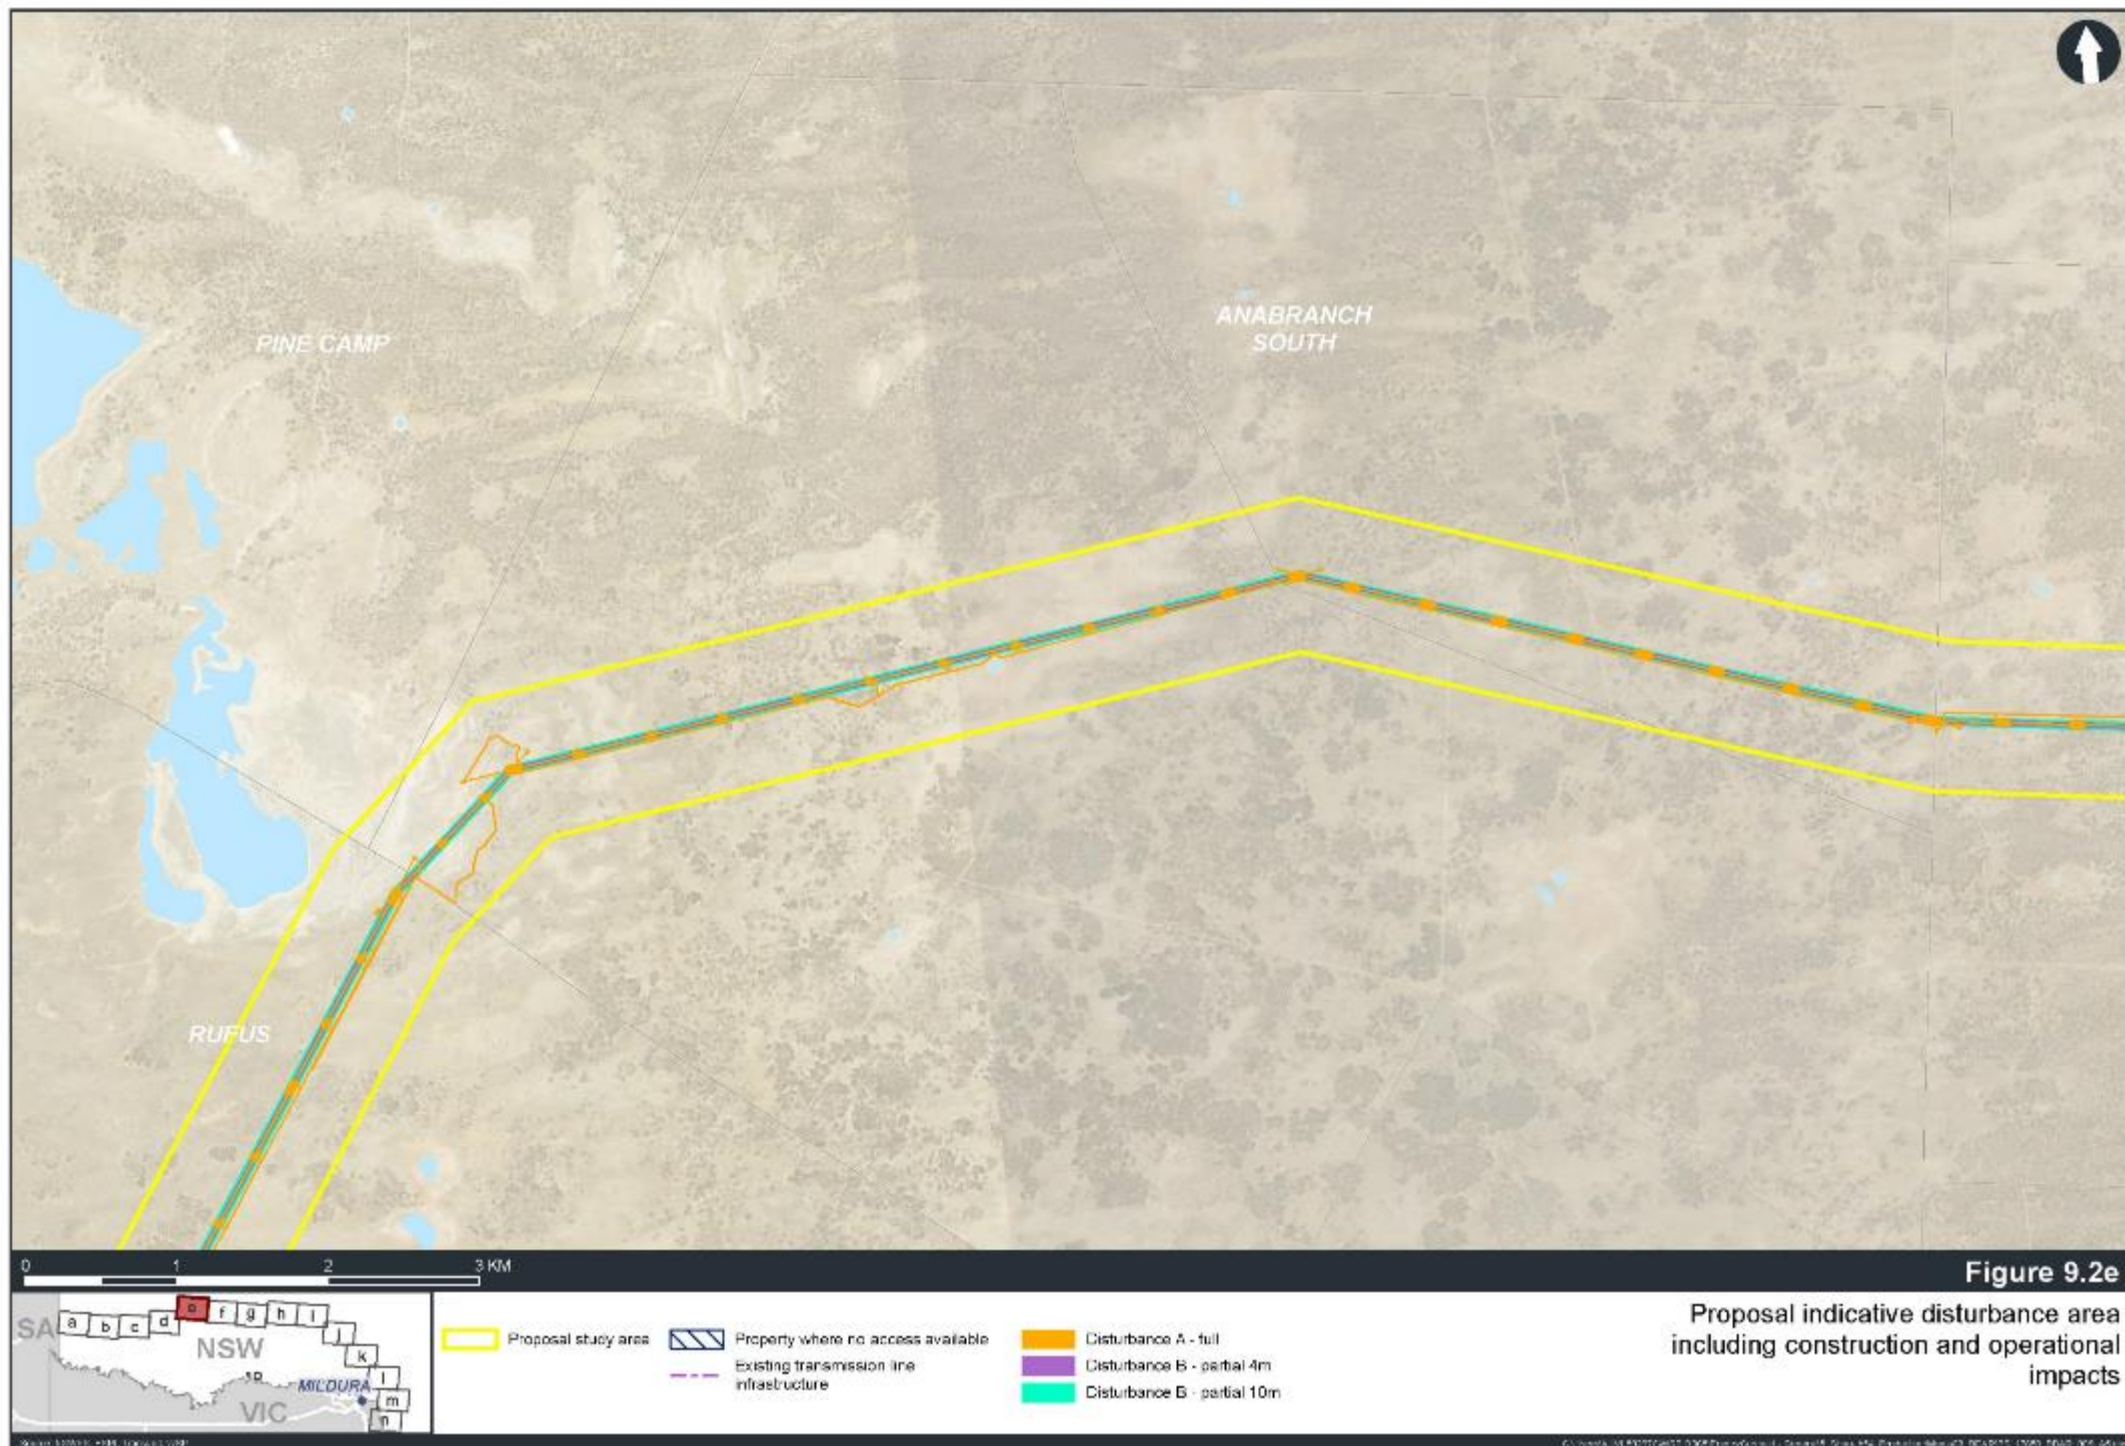 PINE CAMP
ANABRANCH
SOUTH
RUFUS
0 1 2 3 KM
Figure 9.2e
Proposal indicative disturbance area
including construction and operational
impacts
SA
a b c d e f g h i
j
k
l
m
n
NSW
MILDURA
VIC
Proposal study area
Property where no access available
Existing transmission line
infrastructure
Disturbance A - full
Disturbance B - partial 4m
Disturbance B - partial 10m